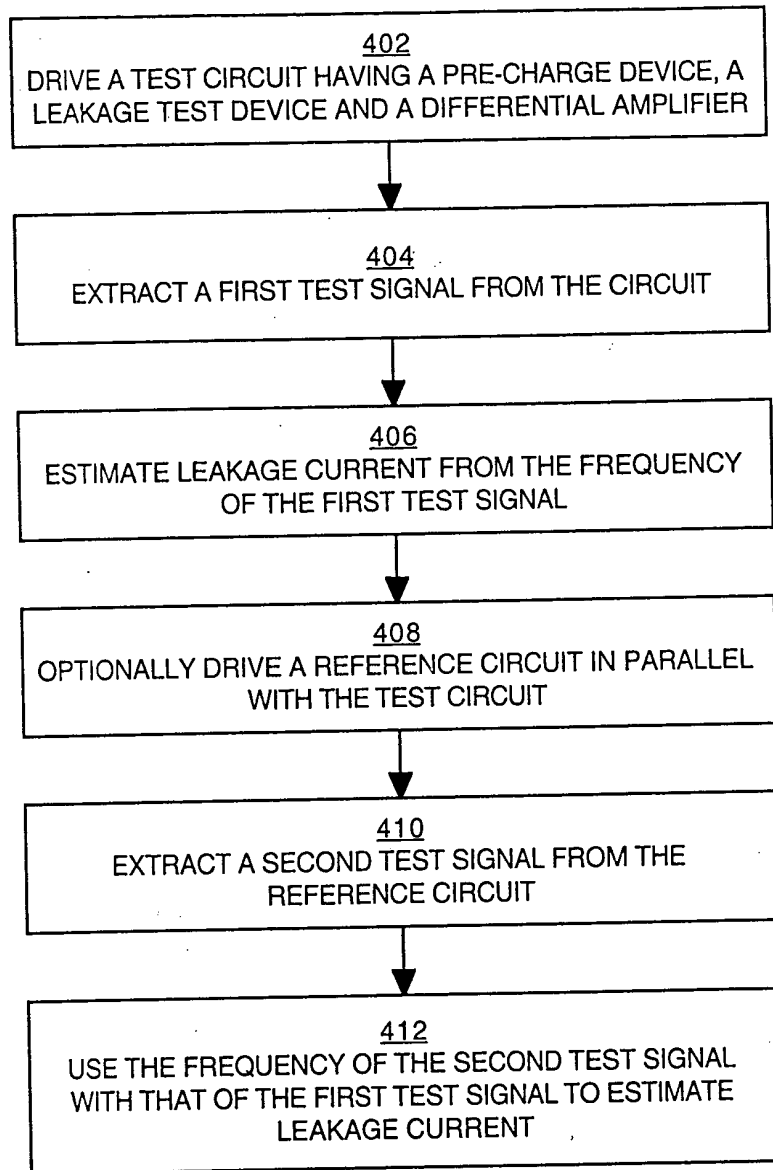 402
DRIVE A TEST CIRCUIT HAVING A PRE-CHARGE DEVICE, A
LEAKAGE TEST DEVICE AND A DIFFERENTIAL AMPLIFIER
404
EXTRACT A FIRST TEST SIGNAL FROM THE CIRCUIT
406
ESTIMATE LEAKAGE CURRENT FROM THE FREQUENCY
OF THE FIRST TEST SIGNAL
408
OPTIONALLY DRIVE A REFERENCE CIRCUIT IN PARALLEL
WITH THE TEST CIRCUIT
410
EXTRACT A SECOND TEST SIGNAL FROM THE
REFERENCE CIRCUIT
412
USE THE FREQUENCY OF THE SECOND TEST SIGNAL
WITH THAT OF THE FIRST TEST SIGNAL TO ESTIMATE
LEAKAGE CURRENT